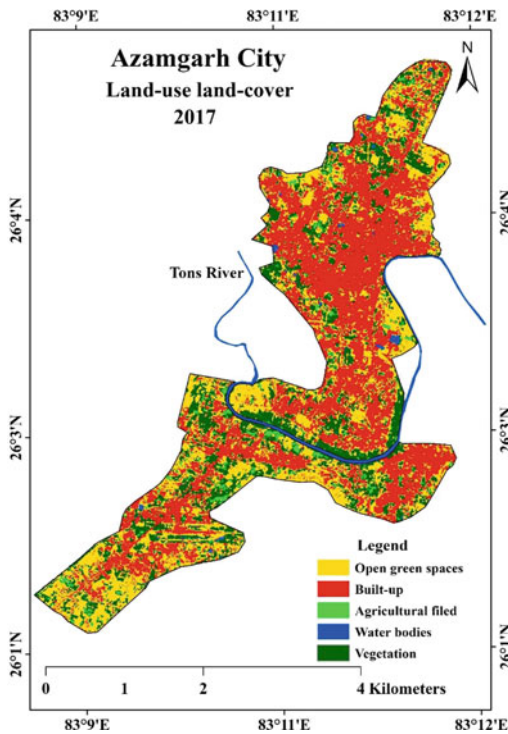 83°9'E 83°11'E 83°12'E
Azamgarh City
Land-use land-cover
2017
N
26°4'N 26°4'N
Tons River
26°3'N 26°3'N
Legend
Open green spaces
Built-up
Agricultural filed
Water bodies
Vegetation
26°1'N 26°1'N
0 1 2 4 Kilometers
83°9'E 83°11'E 83°12'E